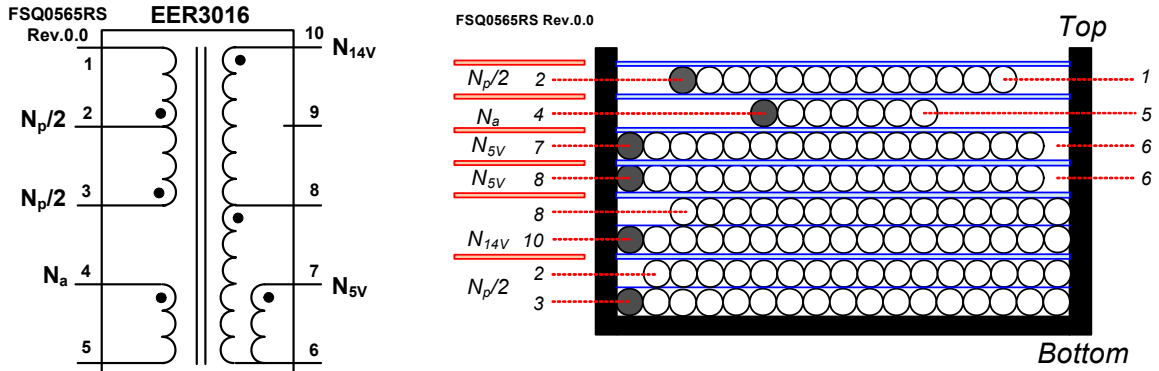 FSQ0565RS
Rev.0.0
EER3016
1
10
N14V
Np/2
2
9
Np/2
3
8
Na
4
7
N5V
5
6
FSQ0565RS Rev.0.0
Top
Np/2 2
1
Na 4
5
N5V 7
6
N5V 8
6
8
N14V 10
2
Np/2
3
Bottom